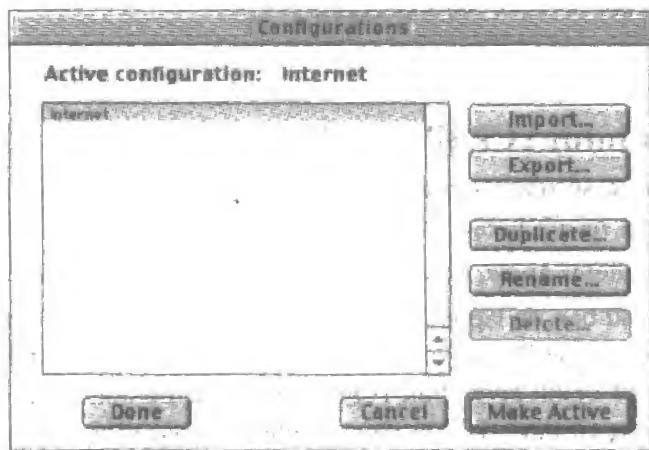 Configurations
Active configuration: Internet
Internet
Import...
Export...
Duplicate...
Rename...
Delete...
Done
Cancel
Make Active